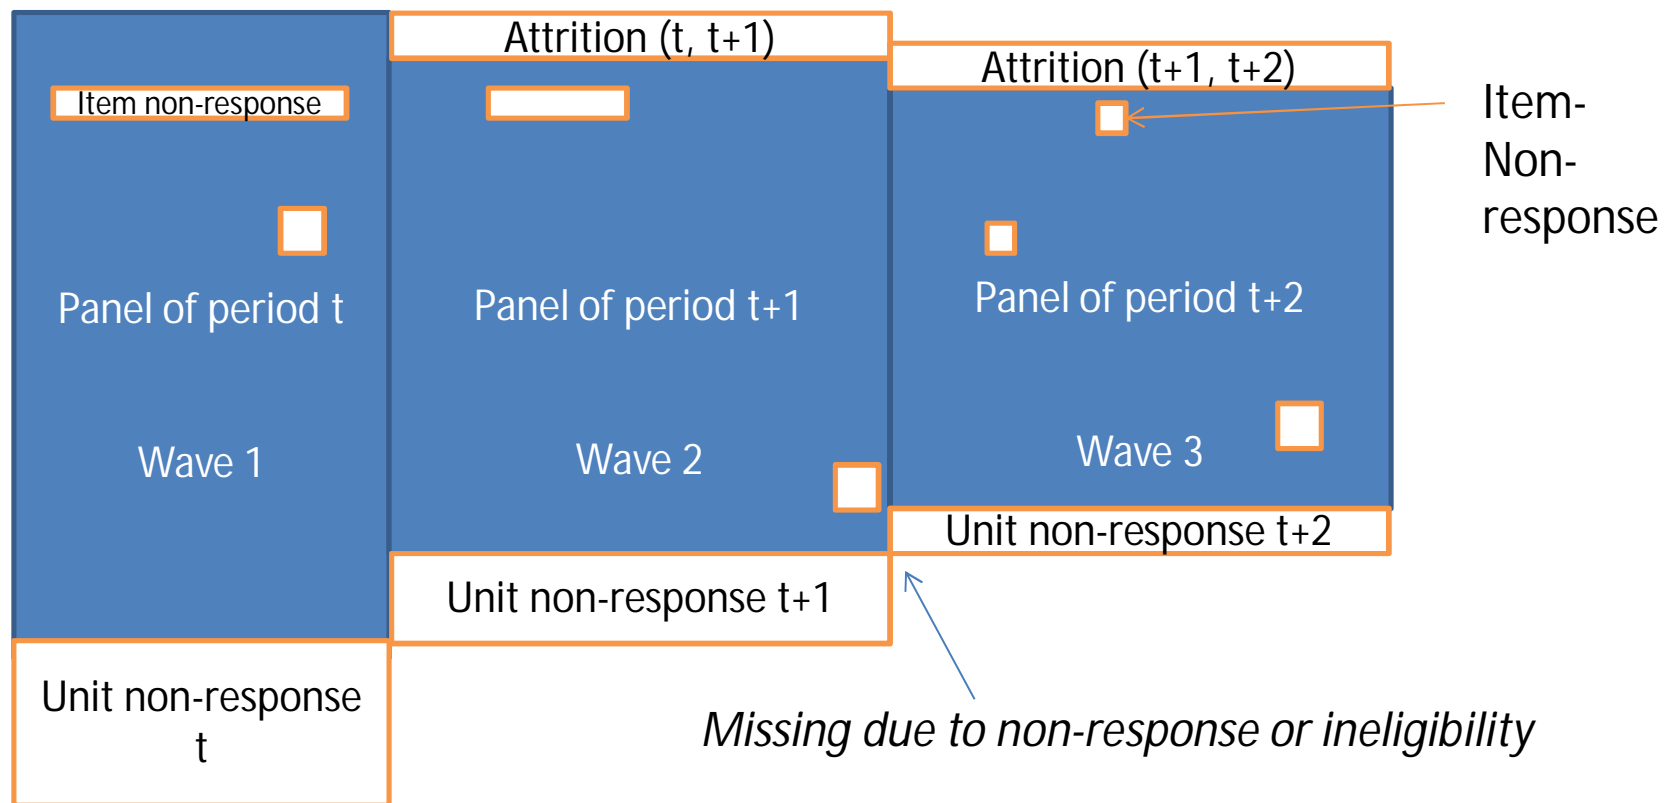 Attrition (t, t+1)
Attrition (t+1, t+2)
Item non-response
Item-
Non-
response
Panel of period t
Panel of period t+1
Panel of period t+2
Wave 1
Wave 2
Wave 3
Unit non-response t+2
Unit non-response t+1
Unit non-response
t
Missing due to non-response or ineligibility